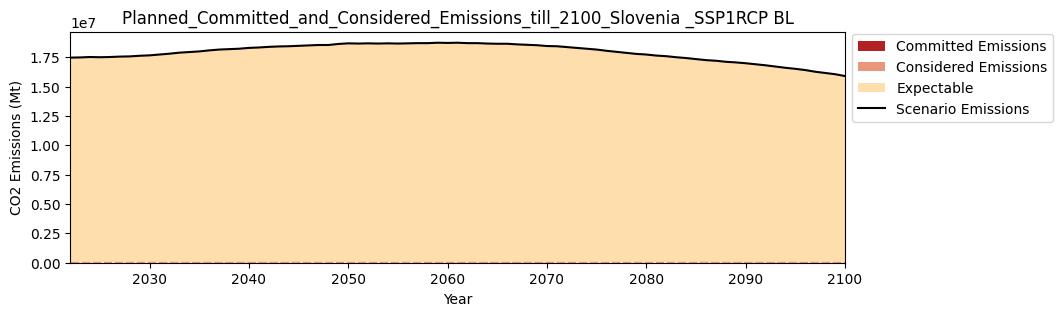 Planned_Committed_and_Considered_Emissions_till_2100_Slovenia _SSP1RCP BL
1e7
1.75
1.50
1.25
1.00
0.75
0.50
0.25
0.00
CO2 Emissions (Mt)
2030 2040 2050 2060 2070 2080 2090 2100
Year
Committed Emissions
Considered Emissions
Expectable
Scenario Emissions